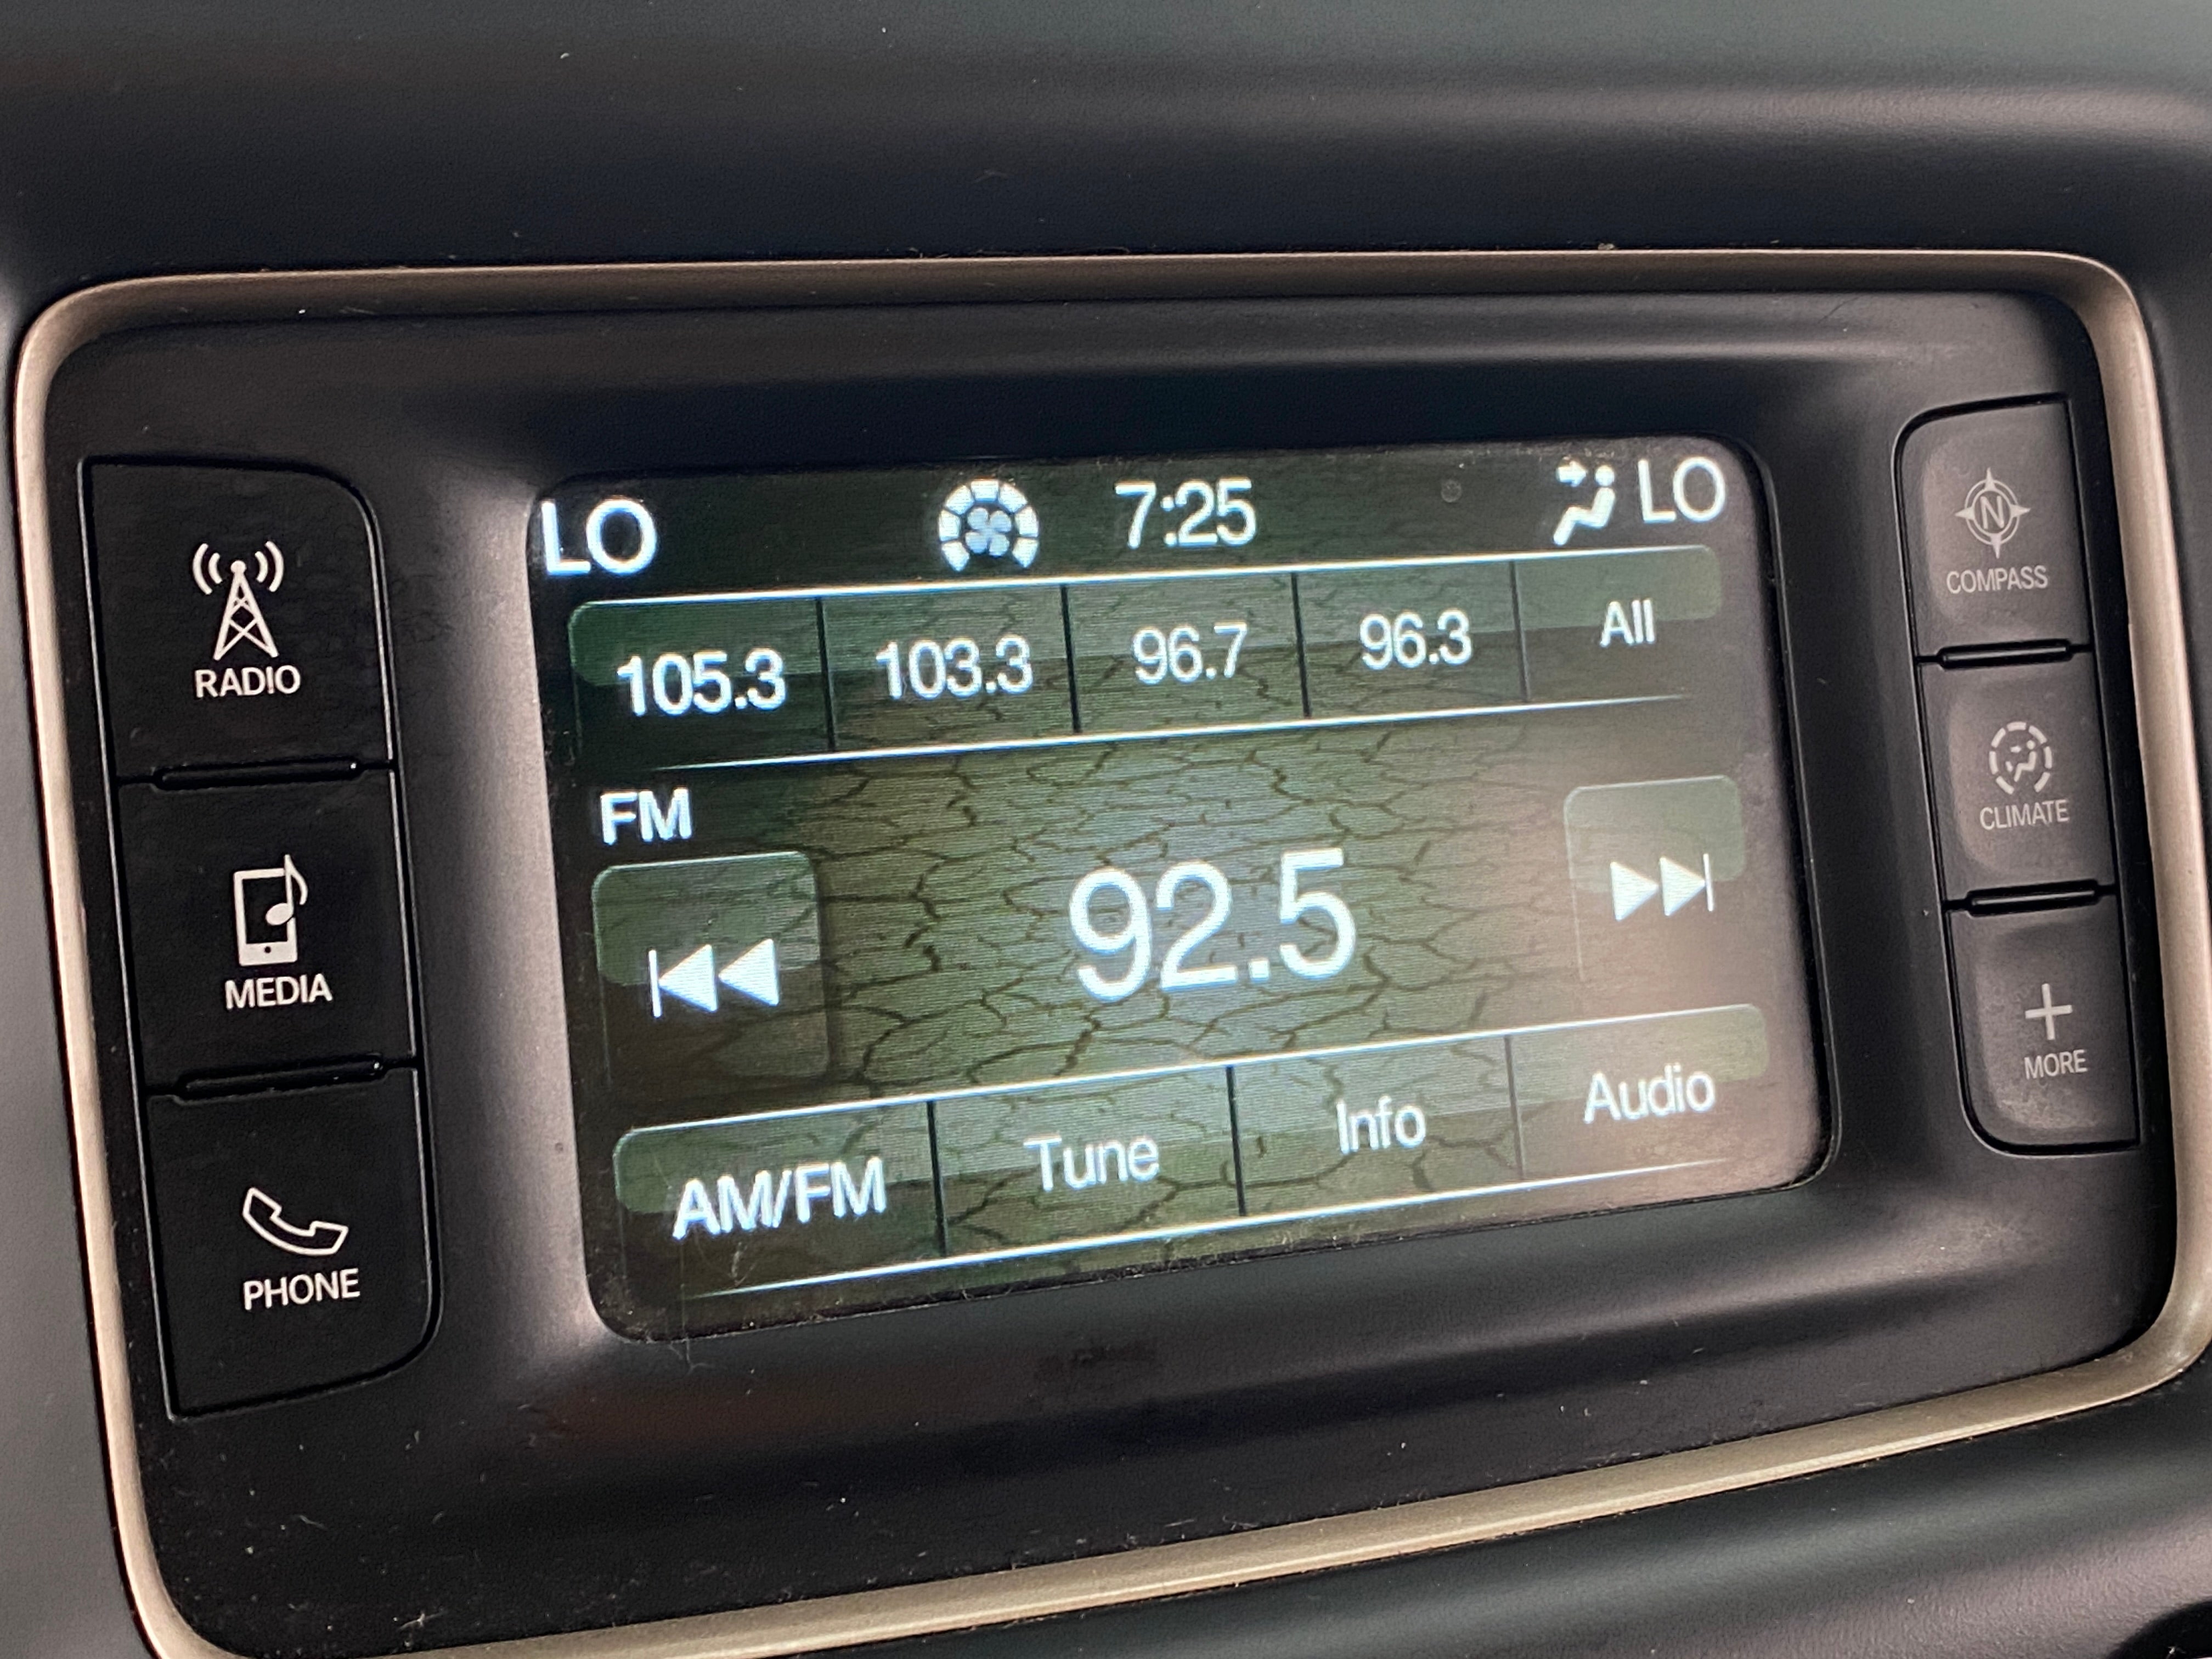 LO 7:25 LO
105.3 103.3 96.7 96.3 All
FM
92.5
AM/FM Tune Info Audio
RADIO
MEDIA
PHONE
N
COMPASS
CLIMATE
+
MORE